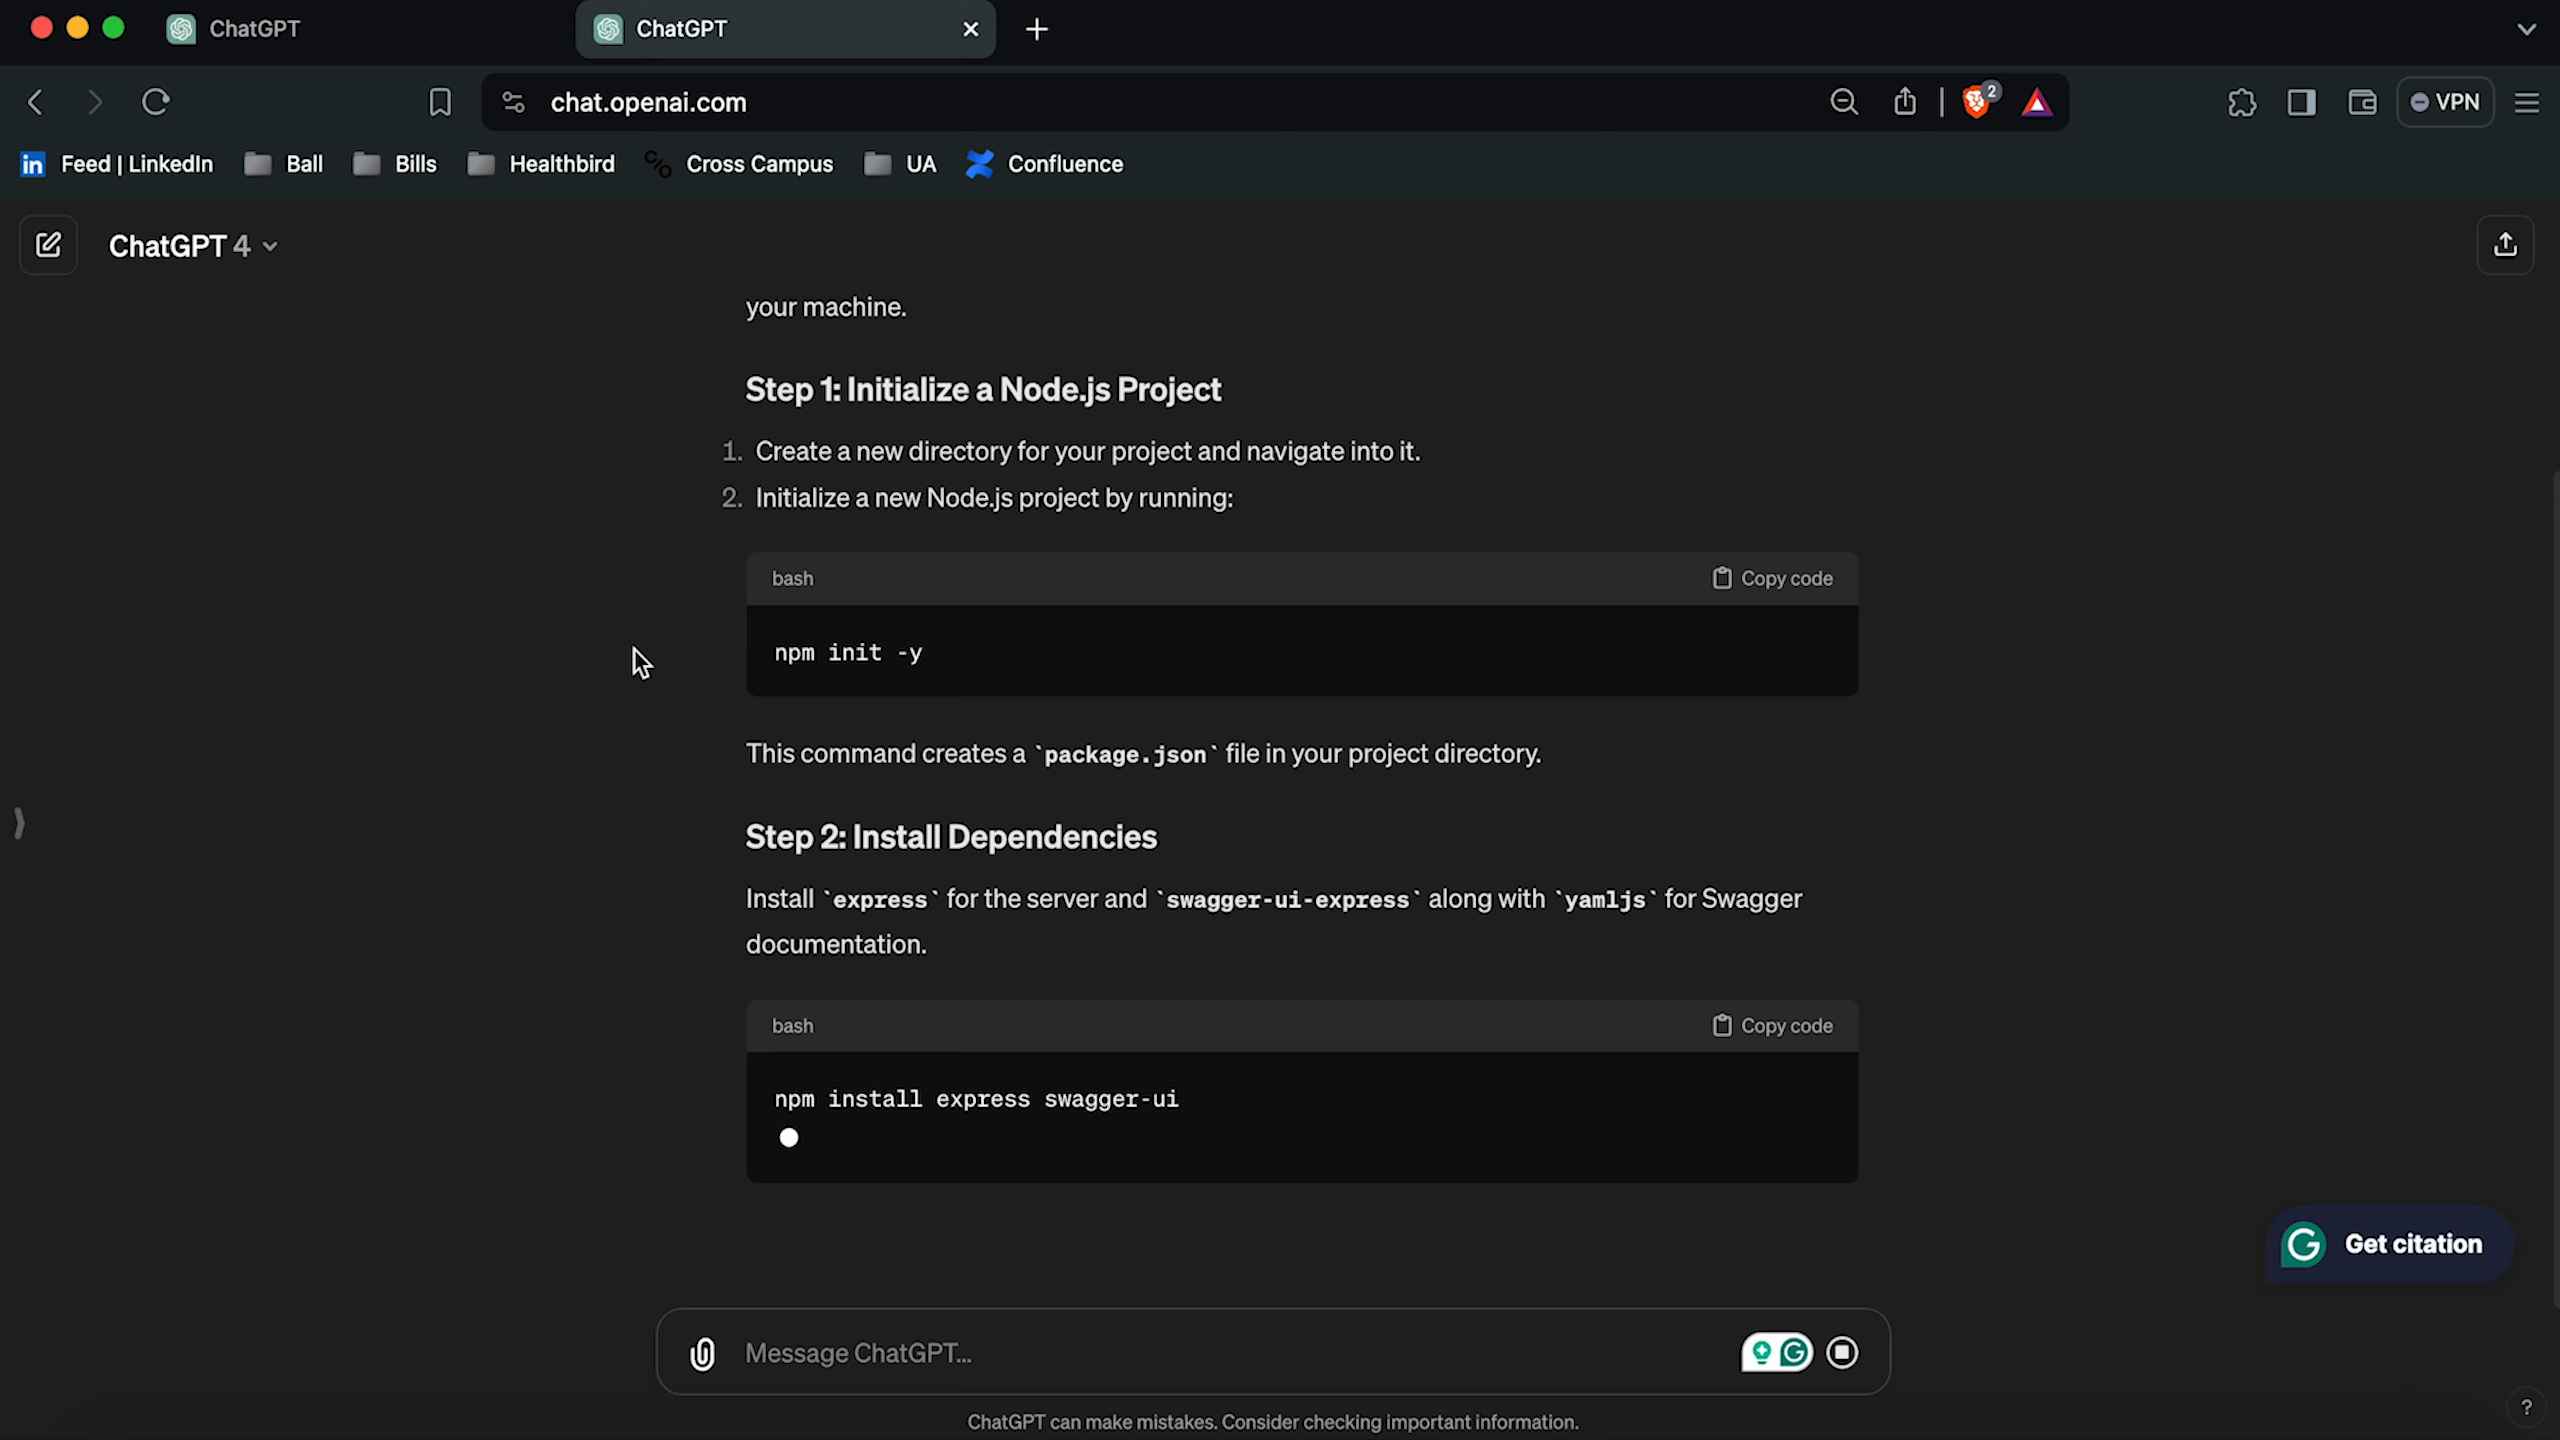 ChatGPT
ChatGPT
chat.openai.com
2
VPN
in Feed | LinkedIn
Ball
Bills
Healthbird
C/o Cross Campus
UA
Confluence
ChatGPT 4
your machine.
Step 1: Initialize a Node.js Project
1. Create a new directory for your project and navigate into it.
2. Initialize a new Node.js project by running:
bash
Copy code
npm init -y
This command creates a `package.json` file in your project directory.
Step 2: Install Dependencies
Install `express` for the server and `swagger-ui-express` along with `yamljs` for Swagger
documentation.
bash
Copy code
npm install express swagger-ui
G Get citation
Message ChatGPT...
ChatGPT can make mistakes. Consider checking important information.
?